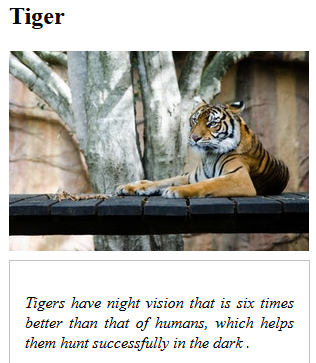 Tiger
Tigers have night vision that is six times
better than that of humans, which helps
them hunt successfully in the dark .